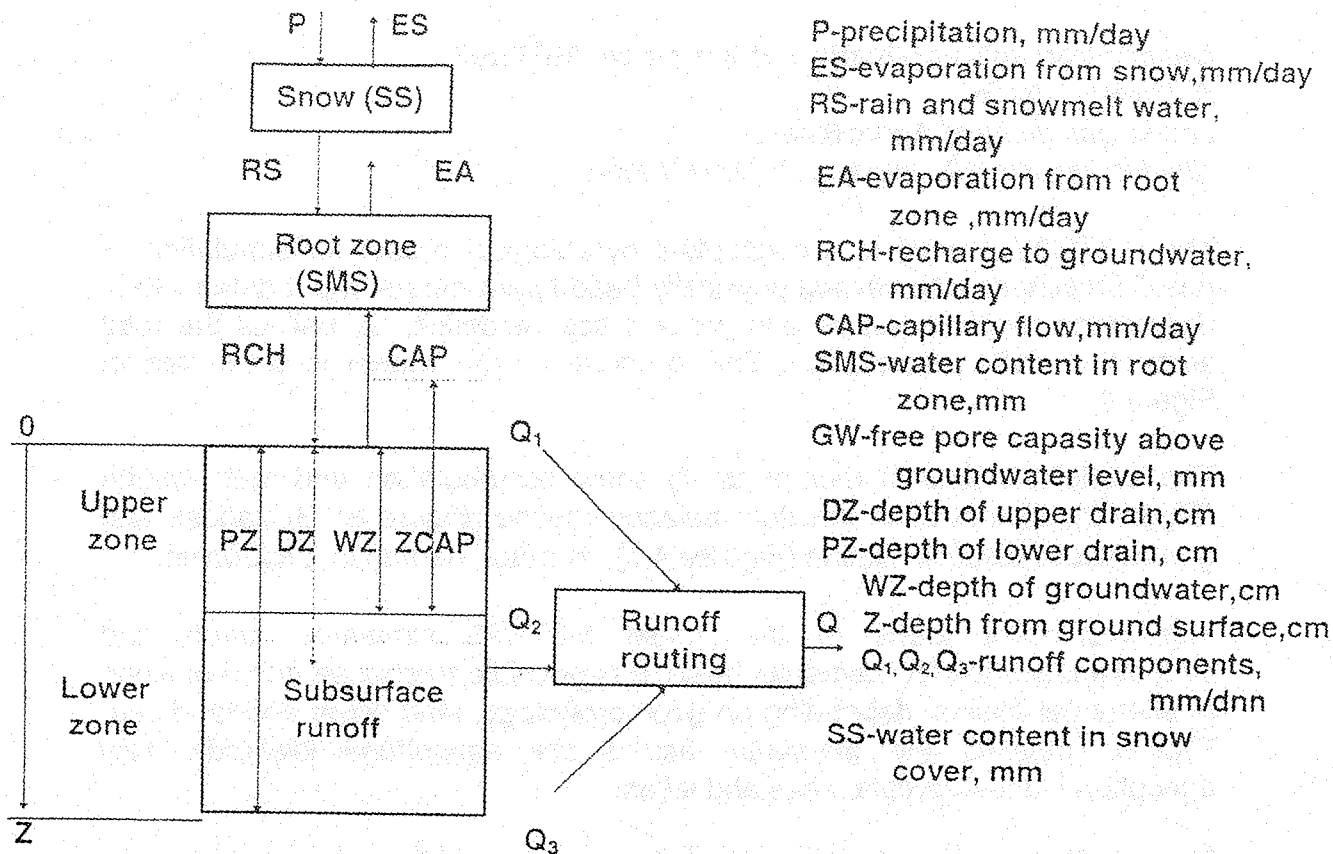 P ES
Snow (SS)
RS EA
Root zone
(SMS)
RCH CAP
0
Upper
zone
PZ DZ WZ ZCAP
Lower
zone
Subsurface
runoff
Z
Q₁
Q₂
Q₃
Runoff
routing
Q
P-precipitation, mm/day
ES-evaporation from snow,mm/day
RS-rain and snowmelt water,
mm/day
EA-evaporation from root
zone ,mm/day
RCH-recharge to groundwater,
mm/day
CAP-capillary flow,mm/day
SMS-water content in root
zone,mm
GW-free pore capasity above
groundwater level, mm
DZ-depth of upper drain,cm
PZ-depth of lower drain, cm
WZ-depth of groundwater,cm
Z-depth from ground surface,cm
Q₁,Q₂,Q₃-runoff components,
mm/dnn
SS-water content in snow
cover, mm